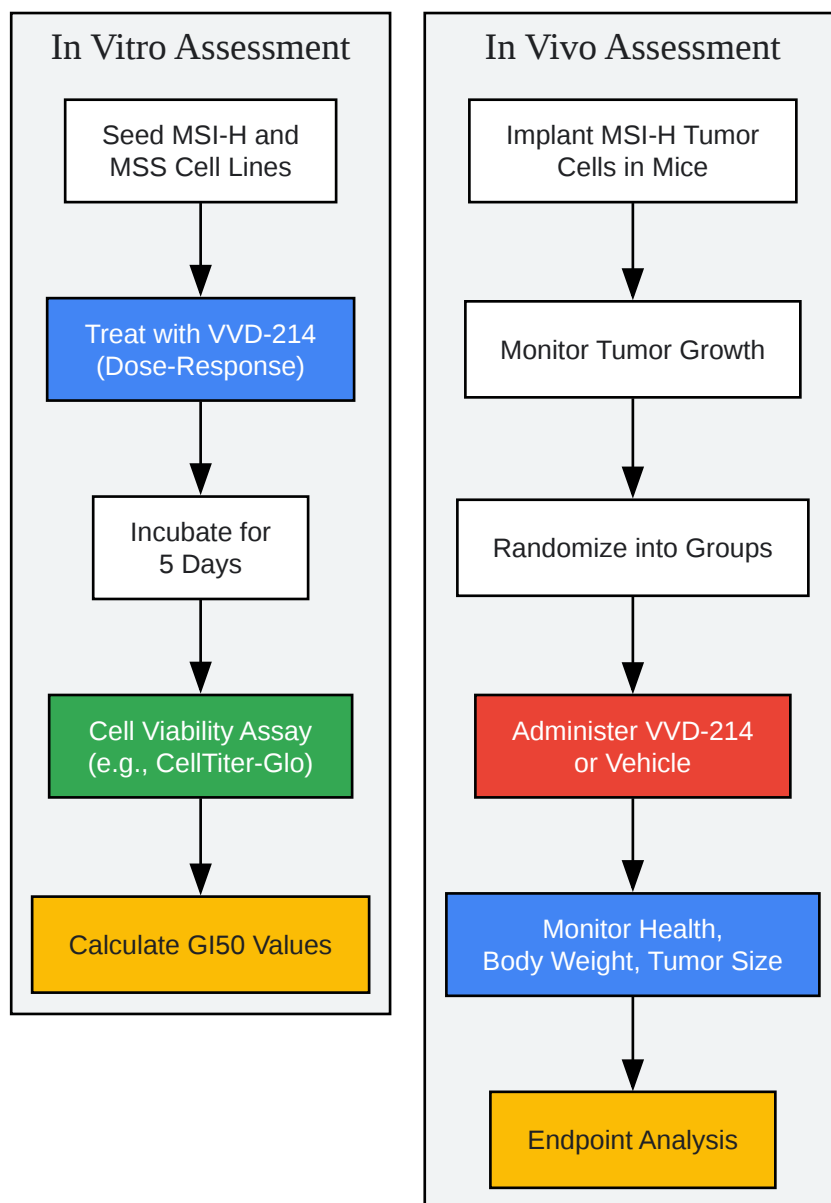 In Vitro Assessment
Seed MSI-H and
MSS Cell Lines
Treat with VVD-214
(Dose-Response)
Incubate for
5 Days
Cell Viability Assay
(e.g., CellTiter-Glo)
Calculate GI50 Values
In Vivo Assessment
Implant MSI-H Tumor
Cells in Mice
Monitor Tumor Growth
Randomize into Groups
Administer VVD-214
or Vehicle
Monitor Health,
Body Weight, Tumor Size
Endpoint Analysis